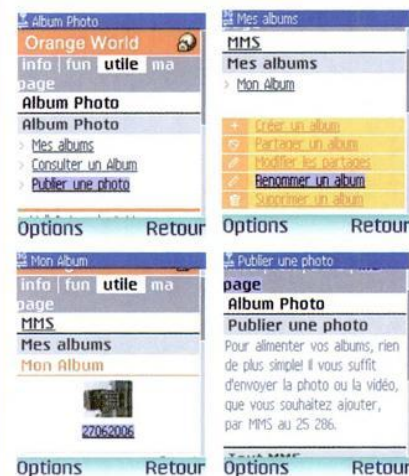 Album Photo
Orange World
info | fun utile ma
page
Album Photo
Album Photo
> Mes albums
> Consulter un Album
> Publier une photo
Options Retour
Mes albums
MMS
Mes albums
> Mon Album
Créer un album
Partager un album
Modifier les partages
Renommer un album
Supprimer un album
Options Retour
Mon Album
info | fun utile ma
page
MMS
Mes albums
Mon Album
27062006
Options Retour
Publier une photo
page
Album Photo
Publier une photo
Pour alimenter vos albums, rien
de plus simple! Il vous suffit
d'envoyer la photo ou la vidéo,
que vous souhaitez ajouter,
par MMS au 25 286.
Options Retour